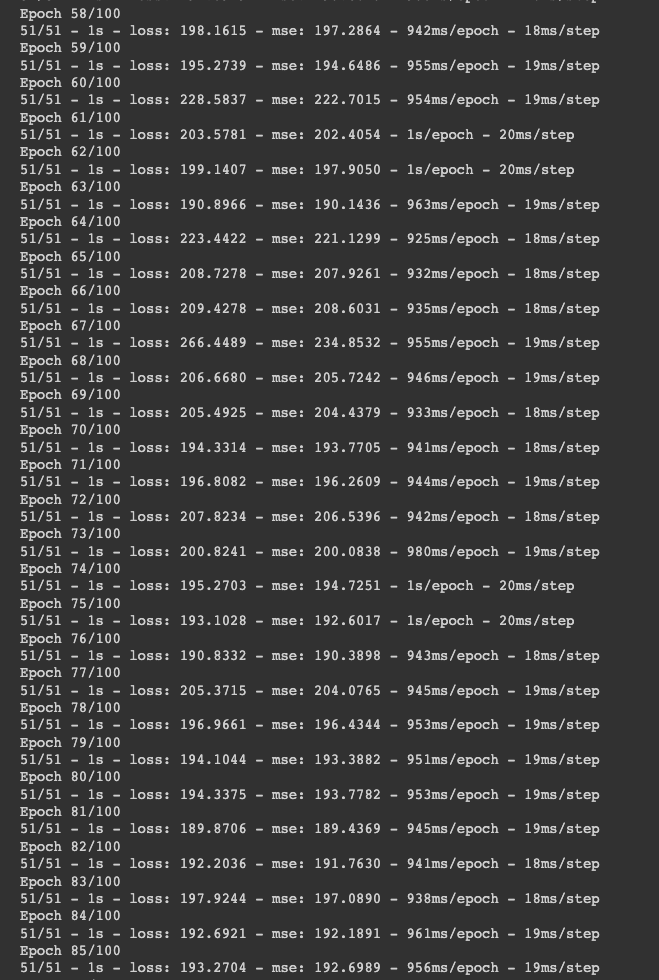 Epoch 58/100
51/51 - 1s - loss: 198.1615 - mse: 197.2864 - 942ms/epoch - 18ms/step
Epoch 59/100
51/51 - 1s - loss: 195.2739 - mse: 194.6486 - 955ms/epoch - 19ms/step
Epoch 60/100
51/51 - 1s - loss: 228.5837 - mse: 222.7015 - 954ms/epoch - 19ms/step
Epoch 61/100
51/51 - 1s - loss: 203.5781 - mse: 202.4054 - 1s/epoch - 20ms/step
Epoch 62/100
51/51 - 1s - loss: 199.1407 - mse: 197.9050 - 1s/epoch - 20ms/step
Epoch 63/100
51/51 - 1s - loss: 190.8966 - mse: 190.1436 - 963ms/epoch - 19ms/step
Epoch 64/100
51/51 - 1s - loss: 223.4422 - mse: 221.1299 - 925ms/epoch - 18ms/step
Epoch 65/100
51/51 - 1s - loss: 208.7278 - mse: 207.9261 - 932ms/epoch - 18ms/step
Epoch 66/100
51/51 - 1s - loss: 209.4278 - mse: 208.6031 - 935ms/epoch - 18ms/step
Epoch 67/100
51/51 - 1s - loss: 266.4489 - mse: 234.8532 - 955ms/epoch - 19ms/step
Epoch 68/100
51/51 - 1s - loss: 206.6680 - mse: 205.7242 - 946ms/epoch - 19ms/step
Epoch 69/100
51/51 - 1s - loss: 205.4925 - mse: 204.4379 - 933ms/epoch - 18ms/step
Epoch 70/100
51/51 - 1s - loss: 194.3314 - mse: 193.7705 - 941ms/epoch - 18ms/step
Epoch 71/100
51/51 - 1s - loss: 196.8082 - mse: 196.2609 - 944ms/epoch - 19ms/step
Epoch 72/100
51/51 - 1s - loss: 207.8234 - mse: 206.5396 - 942ms/epoch - 18ms/step
Epoch 73/100
51/51 - 1s - loss: 200.8241 - mse: 200.0838 - 980ms/epoch - 19ms/step
Epoch 74/100
51/51 - 1s - loss: 195.2703 - mse: 194.7251 - 1s/epoch - 20ms/step
Epoch 75/100
51/51 - 1s - loss: 193.1028 - mse: 192.6017 - 1s/epoch - 20ms/step
Epoch 76/100
51/51 - 1s - loss: 190.8332 - mse: 190.3898 - 943ms/epoch - 18ms/step
Epoch 77/100
51/51 - 1s - loss: 205.3715 - mse: 204.0765 - 945ms/epoch - 19ms/step
Epoch 78/100
51/51 - 1s - loss: 196.9661 - mse: 196.4344 - 953ms/epoch - 19ms/step
Epoch 79/100
51/51 - 1s - loss: 194.1044 - mse: 193.3882 - 951ms/epoch - 19ms/step
Epoch 80/100
51/51 - 1s - loss: 194.3375 - mse: 193.7782 - 953ms/epoch - 19ms/step
Epoch 81/100
51/51 - 1s - loss: 189.8706 - mse: 189.4369 - 945ms/epoch - 19ms/step
Epoch 82/100
51/51 - 1s - loss: 192.2036 - mse: 191.7630 - 941ms/epoch - 18ms/step
Epoch 83/100
51/51 - 1s - loss: 197.9244 - mse: 197.0890 - 938ms/epoch - 18ms/step
Epoch 84/100
51/51 - 1s - loss: 192.6921 - mse: 192.1891 - 961ms/epoch - 19ms/step
Epoch 85/100
51/51 - 1s - loss: 193.2704 - mse: 192.6989 - 956ms/epoch - 19ms/step